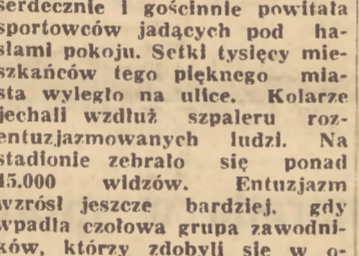 serdecznie i gościnnie powitała
sportowców jadących pod ha-
słami pokoju. Setki tysięcy mie-
szkańców tego pięknego mia-
sta wyległo na ulice. Kolarze
jechali wzdłuż szpaleru roz-
entuzjazmowanych ludzi. Na
stadionie zebrało się ponad
45.000 widzów. Entuzjazm
wzrósł jeszcze bardziej, gdy
wpadła czołowa grupa zawodni-
ków, którzy zdobyli się w o-